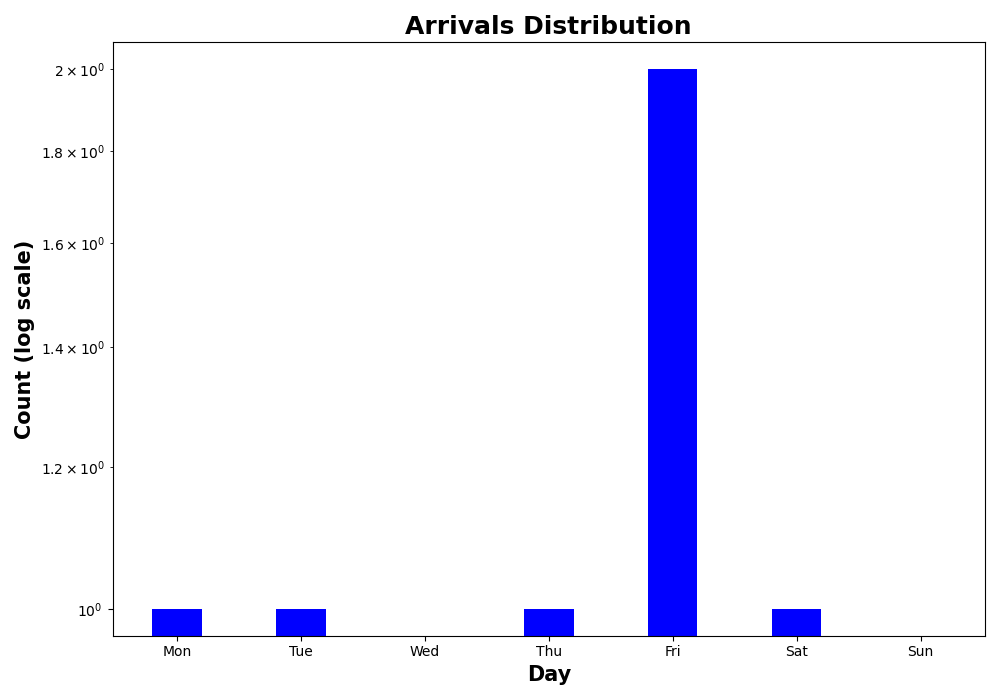 Arrivals Distribution
Count (log scale)
2 × 10⁰
1.8 × 10⁰
1.6 × 10⁰
1.4 × 10⁰
1.2 × 10⁰
10⁰
Mon Tue Wed Thu Fri Sat Sun
Day